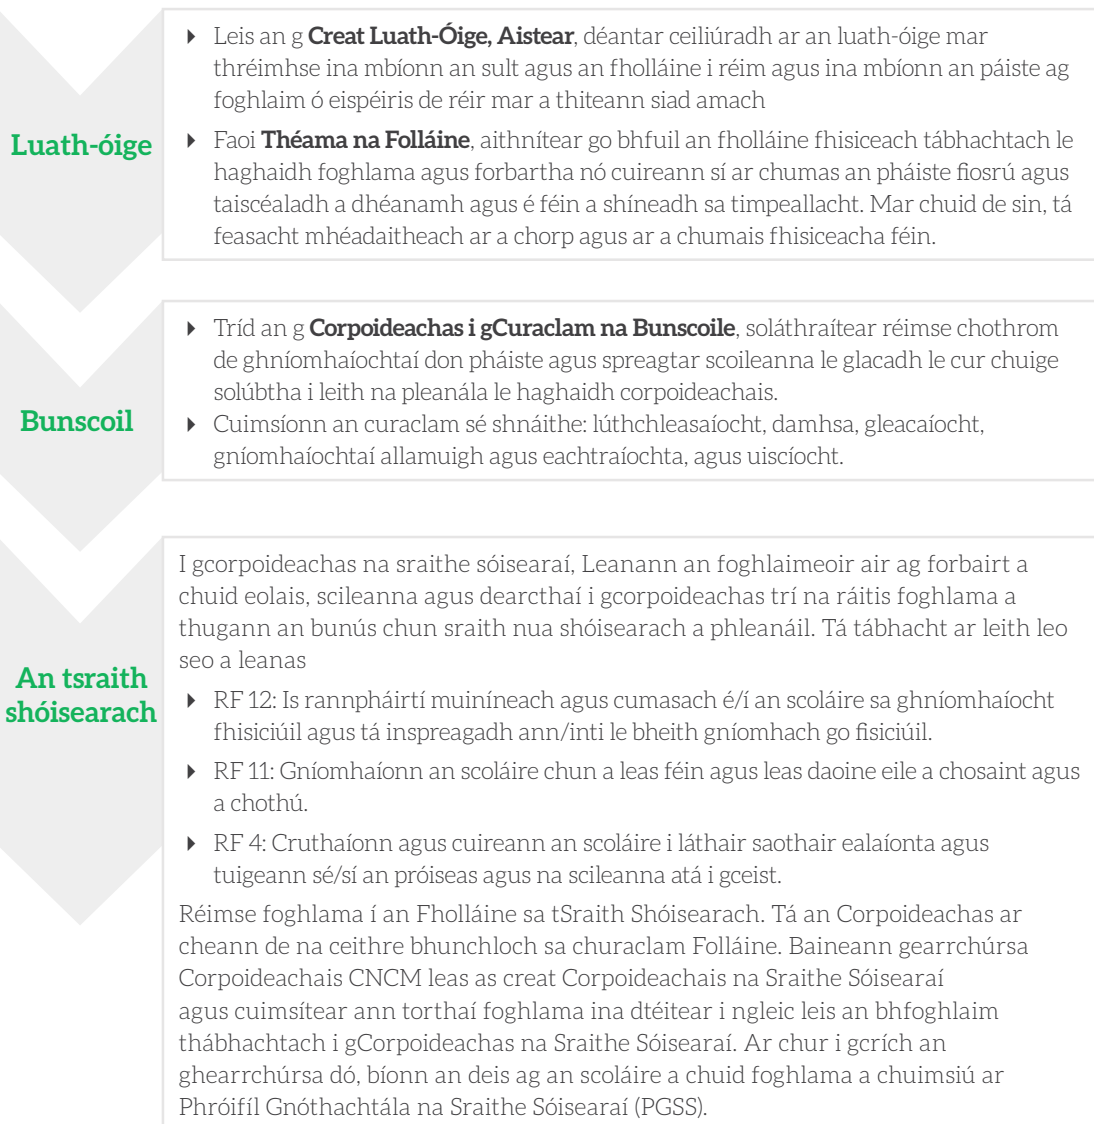 Luath-óige
▸ Leis an g Creat Luath-Óige, Aistear, déantar ceiliúradh ar an luath-óige mar
thréimhse ina mbíonn an sult agus an fholláine i réim agus ina mbíonn an páiste ag
foghlaim ó eispéiris de réir mar a thiteann siad amach
▸ Faoi Théama na Folláine, aithnítear go bhfuil an fholláine fhisiceach tábhachtach le
haghaidh foghlama agus forbartha nó cuireann sí ar chumas an pháiste fiosrú agus
taiscéaladh a dhéanamh agus é féin a shíneadh sa timpeallacht. Mar chuid de sin, tá
feasacht mhéadaitheach ar a chorp agus ar a chumais fhisiceacha féin.
Bunscoil
▸ Tríd an g Corpoideachas i gCuraclam na Bunscoile, soláthraítear réimse chothrom
de ghníomhaíochtaí don pháiste agus spreagtar scoileanna le glacadh le cur chuige
solúbtha i leith na pleanála le haghaidh corpoideachais.
▸ Cuimsíonn an curaclam sé shnáithe: lúthchleasaíocht, damhsa, gleacaíocht,
gníomhaíochtaí allamuigh agus eachtraíochta, agus uiscíocht.
An tsraith
shóisearach
I gcorpoideachas na sraithe sóisearaí, Leanann an foghlaimeoir air ag forbairt a
chuid eolais, scileanna agus dearcthaí i gcorpoideachas trí na ráitis foghlama a
thugann an bunús chun sraith nua shóisearach a phleanáil. Tá tábhacht ar leith leo
seo a leanas
▸ RF 12: Is rannpháirtí muiníneach agus cumasach é/í an scoláire sa ghníomhaíocht
fhisiciúil agus tá inspreagadh ann/inti le bheith gníomhach go fisiciúil.
▸ RF 11: Gníomhaíonn an scoláire chun a leas féin agus leas daoine eile a chosaint agus
a chothú.
▸ RF 4: Cruthaíonn agus cuireann an scoláire i láthair saothair ealaíonta agus
tuigeann sé/sí an próiseas agus na scileanna atá i gceist.
Réimse foghlama í an Fholláine sa tSraith Shóisearach. Tá an Corpoideachas ar
cheann de na ceithre bhunchloch sa churaclam Folláine. Baineann gearrchúrsa
Corpoideachais CNCM leas as creat Corpoideachais na Sraithe Sóisearaí
agus cuimsítear ann torthaí foghlama ina dtéitear i ngleic leis an bhfoghlaim
thábhachtach i gCorpoideachas na Sraithe Sóisearaí. Ar chur i gcrích an
ghearrchúrsa dó, bíonn an deis ag an scoláire a chuid foghlama a chuimsiú ar
Phróifíl Gnóthachtála na Sraithe Sóisearaí (PGSS).